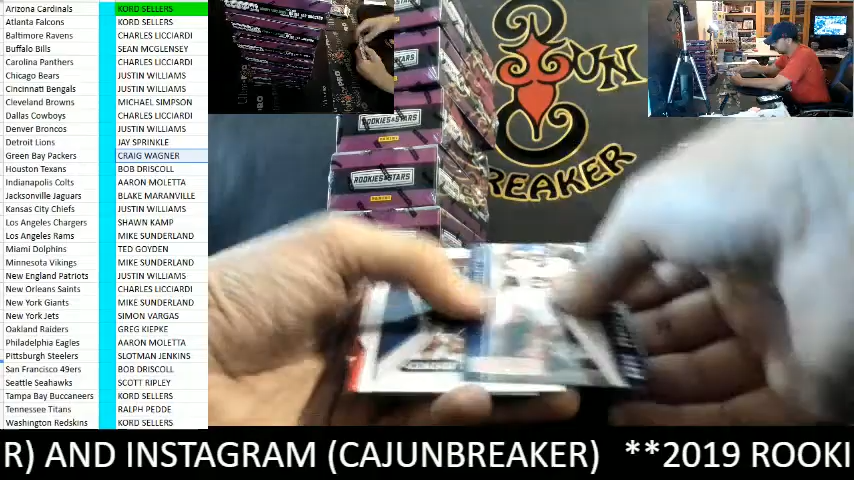 Arizona Cardinals KORD SELLERS
Atlanta Falcons KORD SELLERS
Baltimore Ravens CHARLES LICCIARDI
Buffalo Bills SEAN MCGLENSEY
Carolina Panthers CHARLES LICCIARDI
Chicago Bears JUSTIN WILLIAMS
Cincinnati Bengals JUSTIN WILLIAMS
Cleveland Browns MICHAEL SIMPSON
Dallas Cowboys CHARLES LICCIARDI
Denver Broncos JUSTIN WILLIAMS
Detroit Lions JAY SPRINKLE
Green Bay Packers CRAIG WAGNER
Houston Texans BOB DRISCOLL
Indianapolis Colts AARON MOLETTA
Jacksonville Jaguars BLAKE MARANVILLE
Kansas City Chiefs JUSTIN WILLIAMS
Los Angeles Chargers SHAWN KAMP
Los Angeles Rams MIKE SUNDERLAND
Miami Dolphins TED GOYDEN
Minnesota Vikings MIKE SUNDERLAND
New England Patriots JUSTIN WILLIAMS
New Orleans Saints CHARLES LICCIARDI
New York Giants MIKE SUNDERLAND
New York Jets SIMON VARGAS
Oakland Raiders GREG KIEPKE
Philadelphia Eagles AARON MOLETTA
Pittsburgh Steelers SLOTMAN JENKINS
San Francisco 49ers BOB DRISCOLL
Seattle Seahawks SCOTT RIPLEY
Tampa Bay Buccaneers KORD SELLERS
Tennessee Titans RALPH PEDDE
Washington Redskins KORD SELLERS
JUN
BREAKER
ROOKIES&STARS
PANINI
ROOKIES&STARS
PANINI
R) AND INSTAGRAM (CAJUNBREAKER) **2019 ROOKI